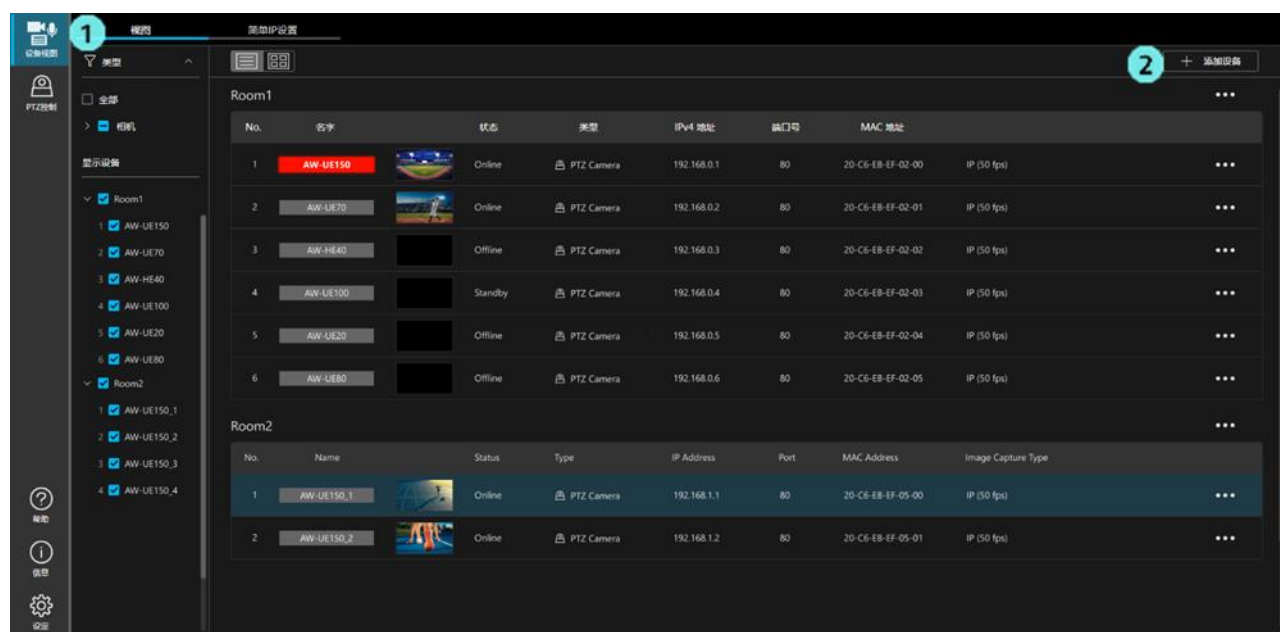 1 视图 简单IP设置
设备视图
PTZ控制
帮助
信息
设定
类型
全部
相机
显示设备
Room1
1 AW-UE150
2 AW-UE70
3 AW-HE40
4 AW-UE100
5 AW-UE20
6 AW-UE80
Room2
1 AW-UE150_1
2 AW-UE150_2
3 AW-UE150_3
4 AW-UE150_4
2 + 添加设备
Room1 •••
No. 名字 状态 类型 IPv4 地址 端口号 MAC 地址
1 AW-UE150 Online PTZ Camera 192.168.0.1 80 20-C6-EB-EF-02-00 IP (50 fps) •••
2 AW-UE70 Online PTZ Camera 192.168.0.2 80 20-C6-EB-EF-02-01 IP (50 fps) •••
3 AW-HE40 Offline PTZ Camera 192.168.0.3 80 20-C6-EB-EF-02-02 IP (50 fps) •••
4 AW-UE100 Standby PTZ Camera 192.168.0.4 80 20-C6-EB-EF-02-03 IP (50 fps) •••
5 AW-UE20 Offline PTZ Camera 192.168.0.5 80 20-C6-EB-EF-02-04 IP (50 fps) •••
6 AW-UE80 Offline PTZ Camera 192.168.0.6 80 20-C6-EB-EF-02-05 IP (50 fps) •••
Room2 •••
No. Name Status Type IP Address Port MAC Address Image Capture Type
1 AW-UE150_1 Online PTZ Camera 192.168.1.1 80 20-C6-EB-EF-05-00 IP (50 fps) •••
2 AW-UE150_2 Online PTZ Camera 192.168.1.2 80 20-C6-EB-EF-05-01 IP (50 fps) •••